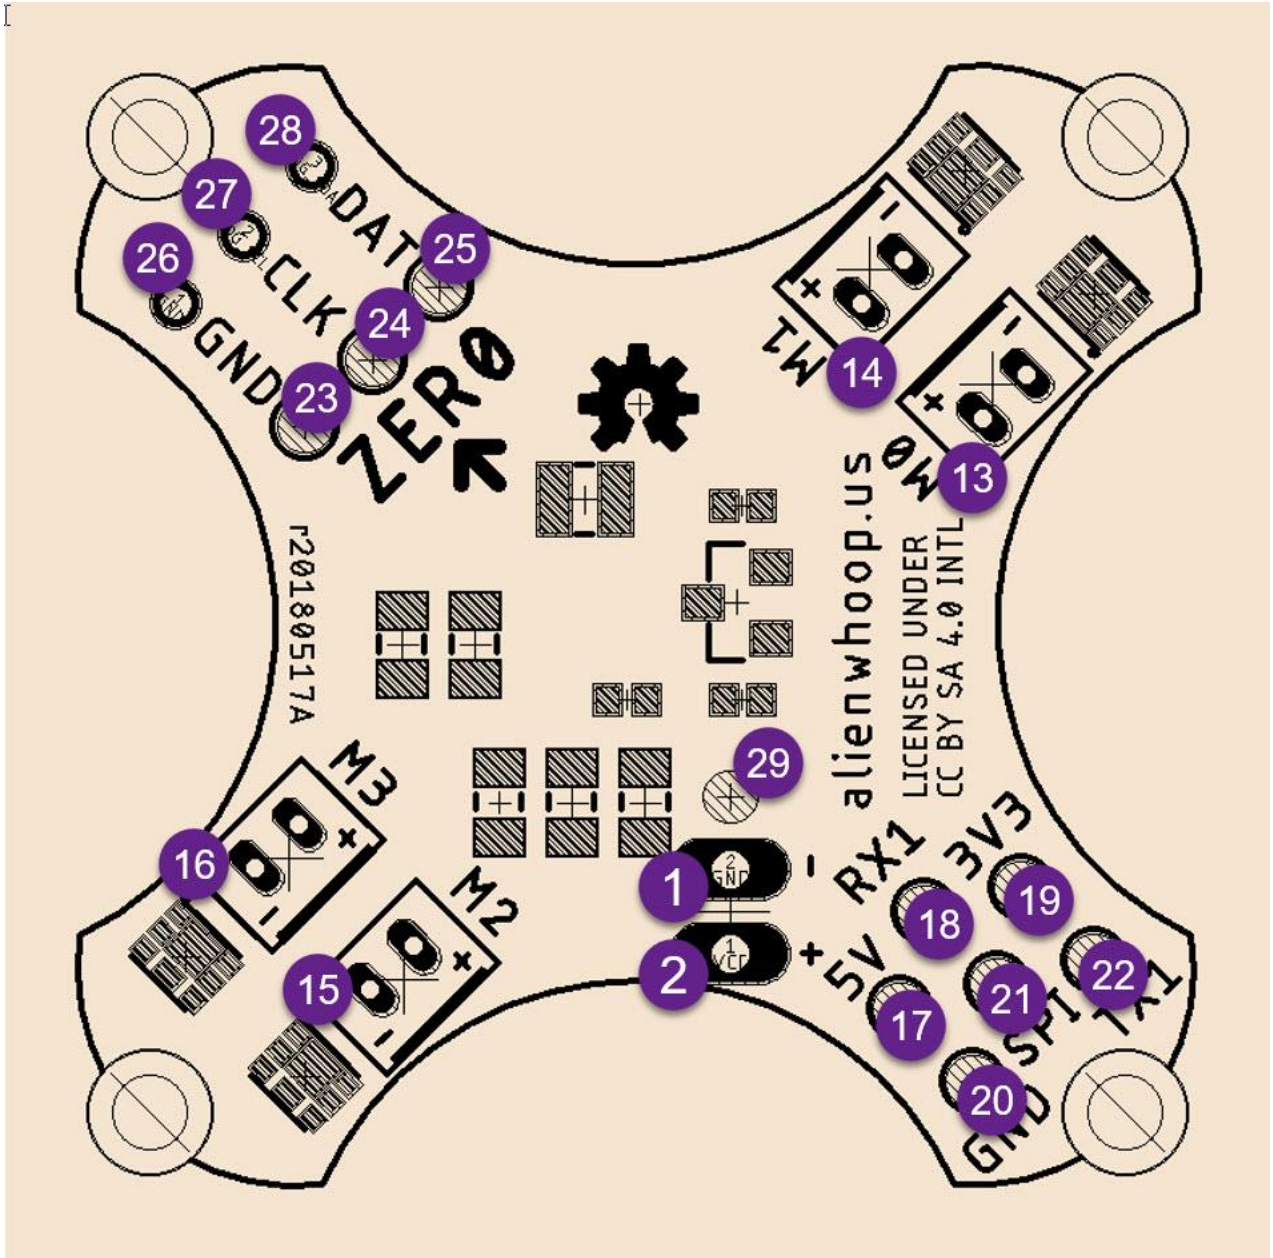 28
27
26
DAT
CLK
GND
25
24
23
ZER0
-
+
M1
14
-
+
M0
13
r20180517A
alienwhoop.us
LICENSED UNDER
CC BY SA 4.0 INTL
29
M3
+
-
16
M2
+
-
15
1
2
GND
-
2
1
+
RX1
3V3
18
19
5V
17
21
22
SPI
TX1
20
GND